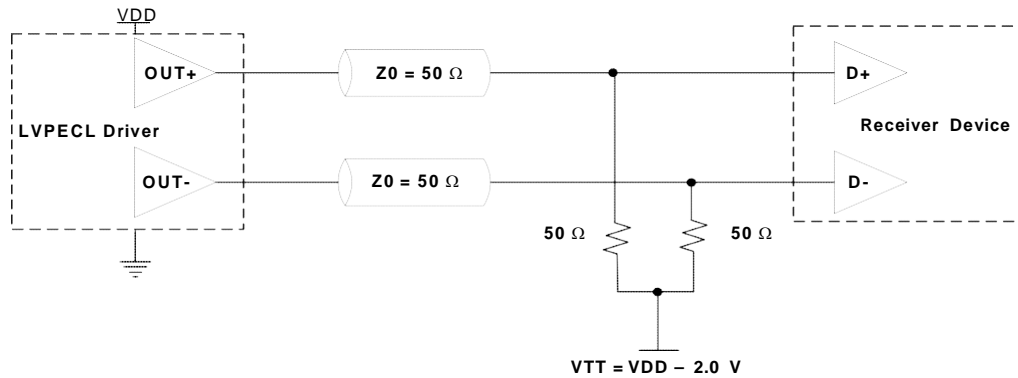 VDD
OUT+
Z0 = 50 Ω
D+
LVPECL Driver
Receiver Device
OUT-
Z0 = 50 Ω
D-
50 Ω
50 Ω
VTT = VDD – 2.0 V